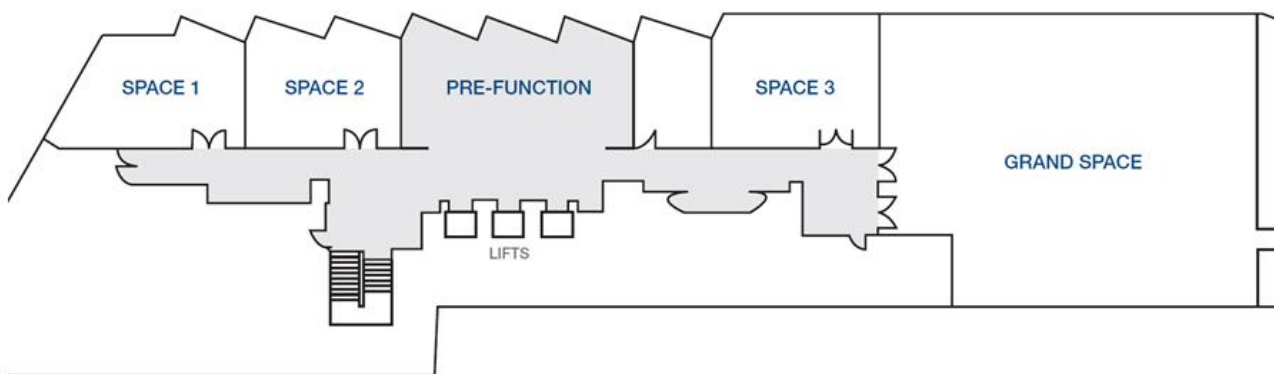 SPACE 1
SPACE 2
PRE-FUNCTION
SPACE 3
GRAND SPACE
LIFTS